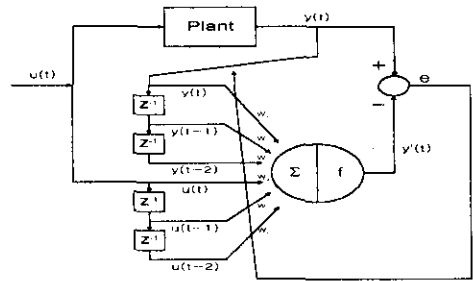 Plant
y(t)
u(t)
+
e
y(t)
Z-1
w
y(t-1)
w
Z-1
−
w
y(t-2)
Σ
f
y'(t)
u(t)
w
Z-1
w
u(t-1)
w
Z-1
u(t-2)